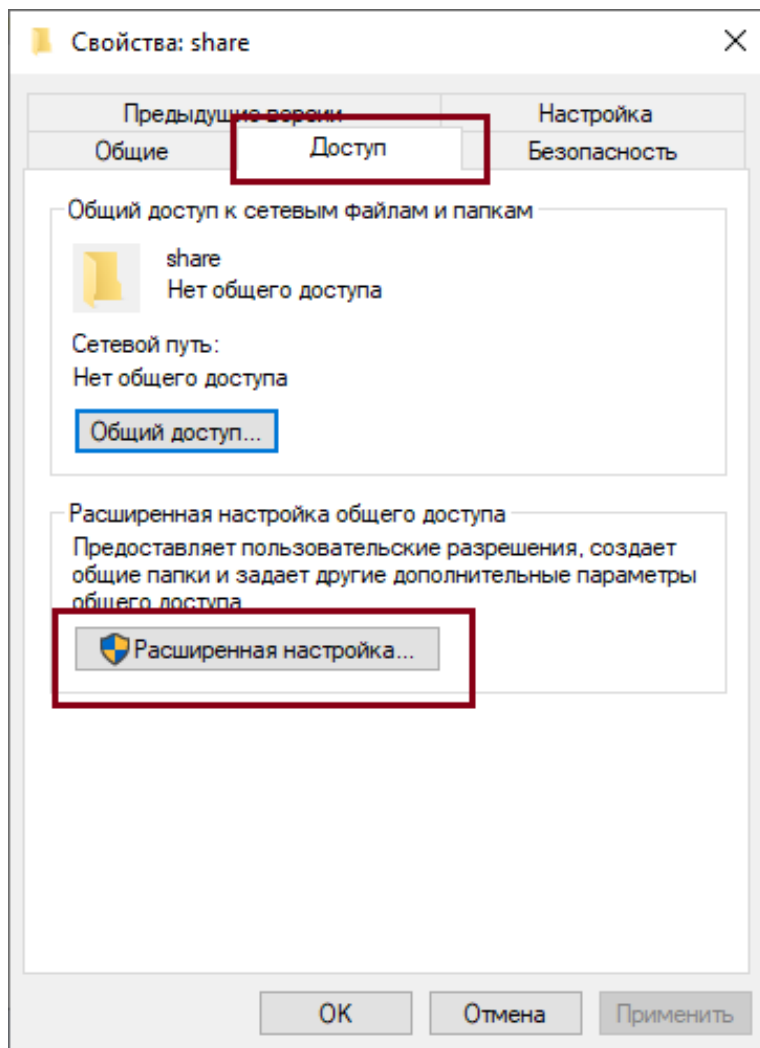 Свойства: share
Предыдущие версии
Настройка
Общие
Доступ
Безопасность
Общий доступ к сетевым файлам и папкам
share
Нет общего доступа
Сетевой путь:
Нет общего доступа
Общий доступ...
Расширенная настройка общего доступа
Предоставляет пользовательские разрешения, создает
общие папки и задает другие дополнительные параметры
общего доступа
Расширенная настройка...
OK
Отмена
Применить